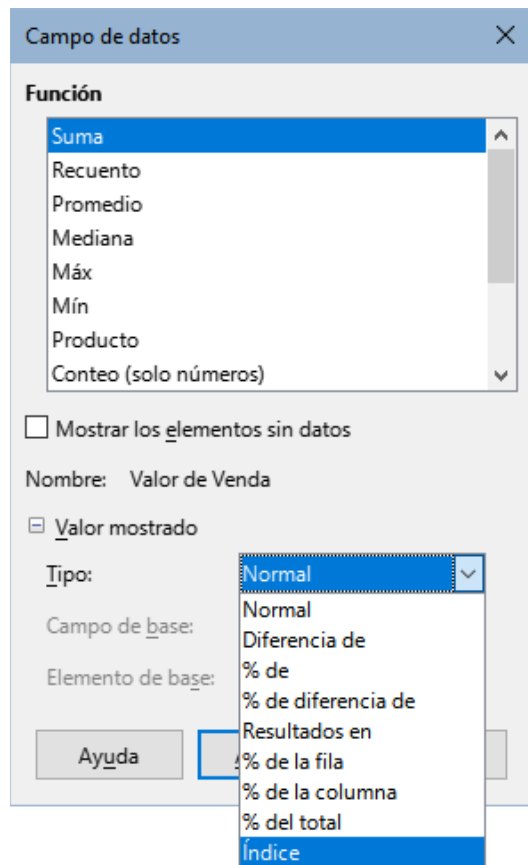 Campo de datos
Función
Suma
Recuento
Promedio
Mediana
Máx
Mín
Producto
Conteo (solo números)
Mostrar los elementos sin datos
Nombre: Valor de Venda
Valor mostrado
Tipo: Normal
Normal
Campo de base:
Diferencia de
% de
Elemento de base:
% de diferencia de
Resultados en
Ayuda
% de la fila
% de la columna
% del total
Índice